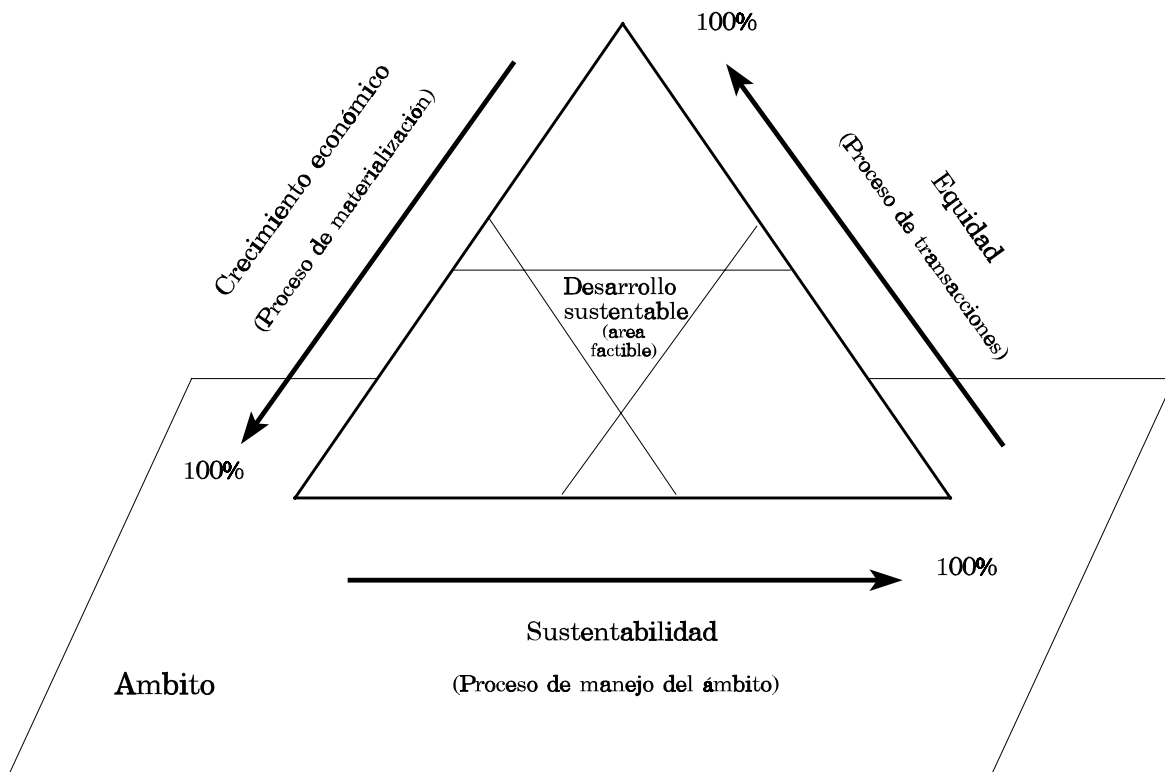 100%
Crecimiento económico
(Proceso de materialización)
Equidad
(Proceso de transacciones)
Desarrollo
sustentable
(area
factible)
100%
100%
Sustentabilidad
Ambito
(Proceso de manejo del ámbito)